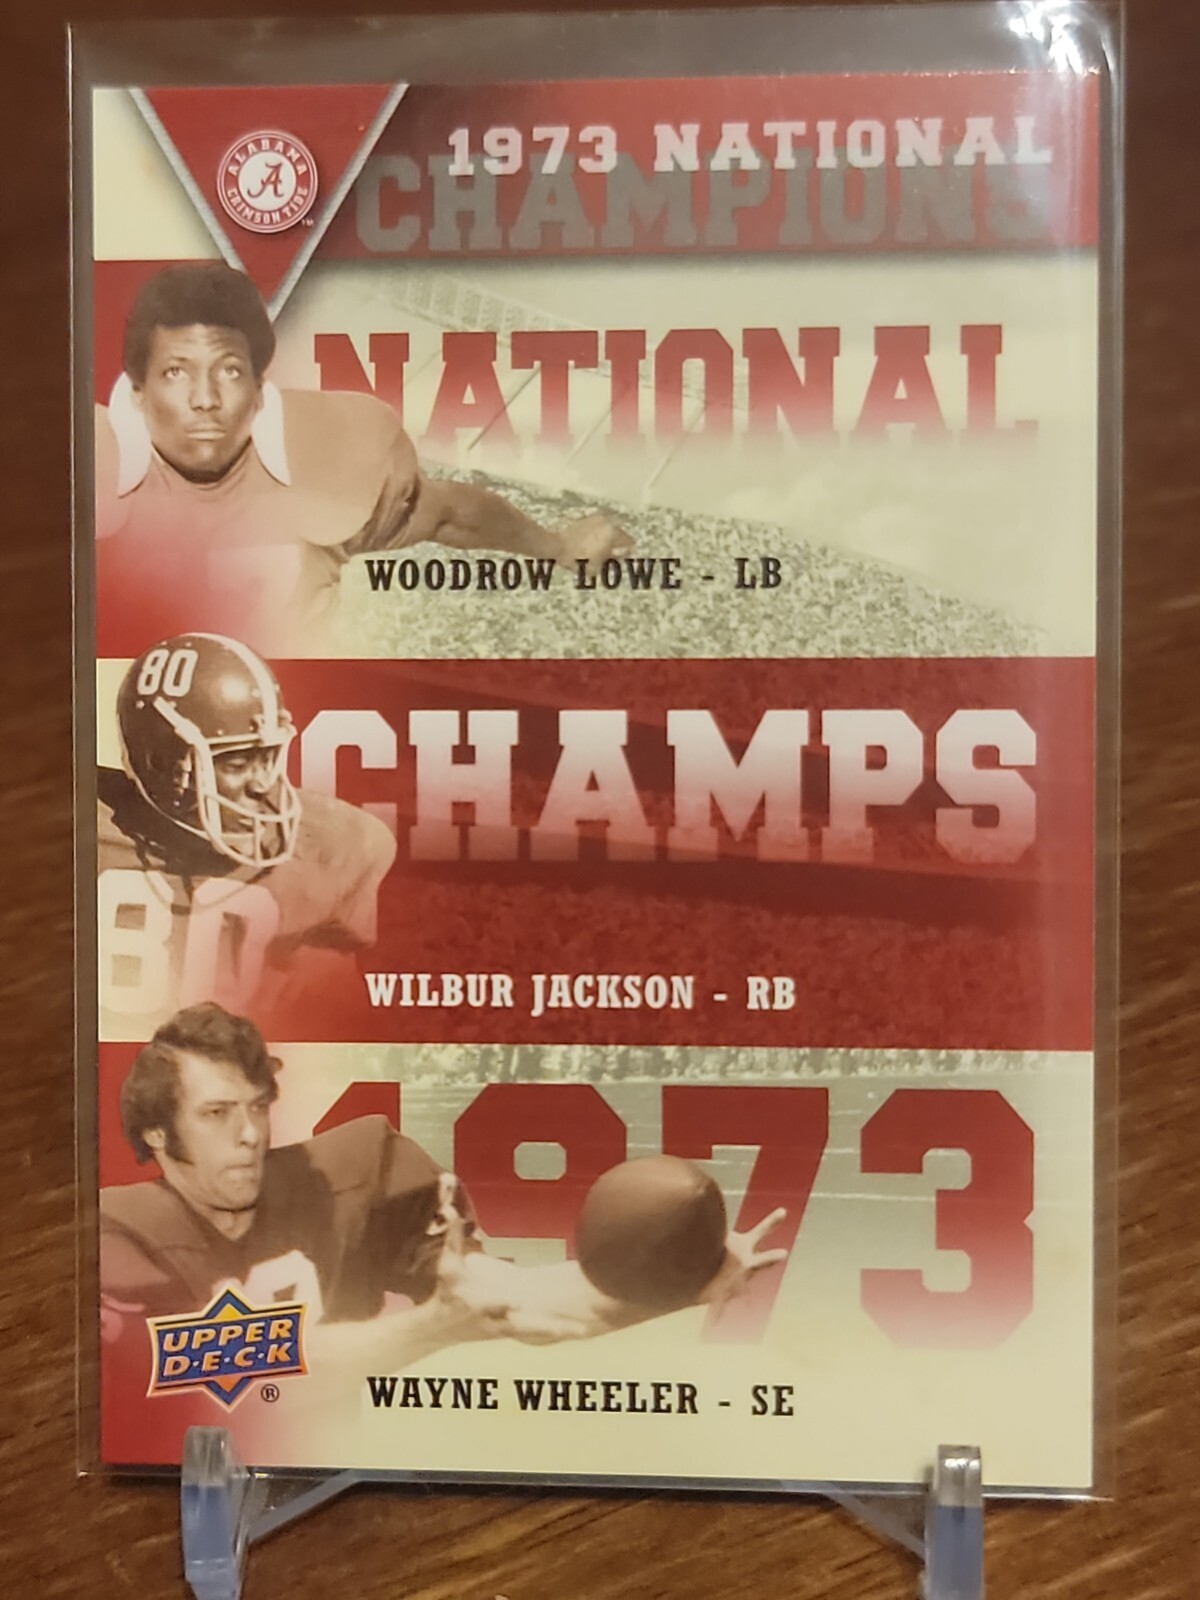 ALABAMA
A
CRIMSON TIDE
TM
1973 NATIONAL
CHAMPIONS
NATIONAL
WOODROW LOWE - LB
80
CHAMPS
80
WILBUR JACKSON - RB
1973
UPPER
D·E·C·K
®
WAYNE WHEELER - SE